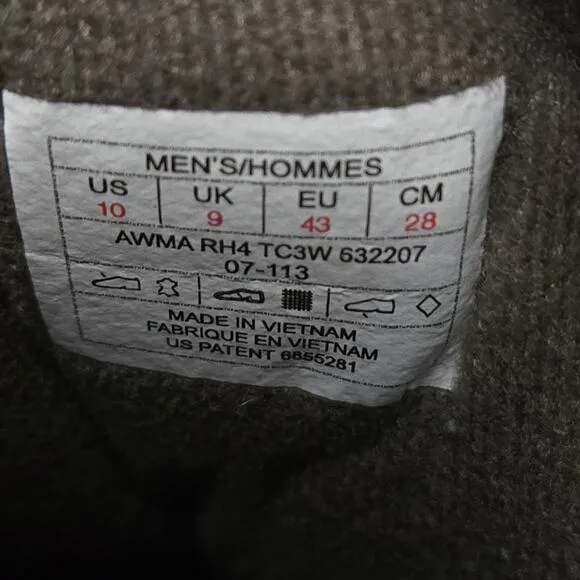 MEN'S/HOMMES
US UK EU CM
10 9 43 28
AWMA RH4 TC3W 632207
07-113
MADE IN VIETNAM
FABRIQUE EN VIETNAM
US PATENT 6855281